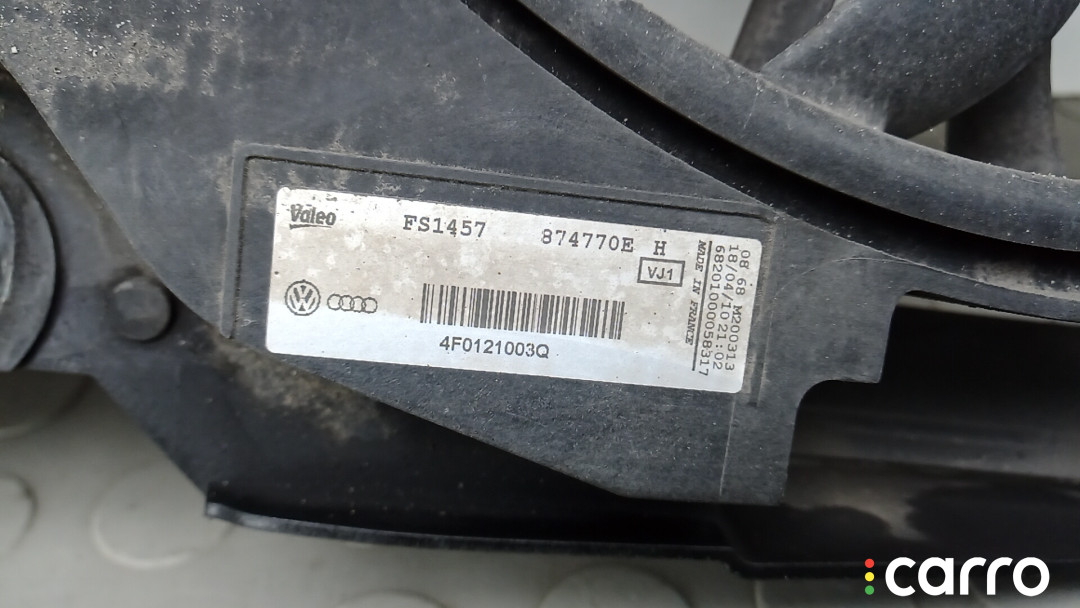 Valeo FS1457 874770E H
VJ1
4F0121003Q
MADE IN FRANCE
08 68 M200313
18/04/10 21:02
68201000058317
carro